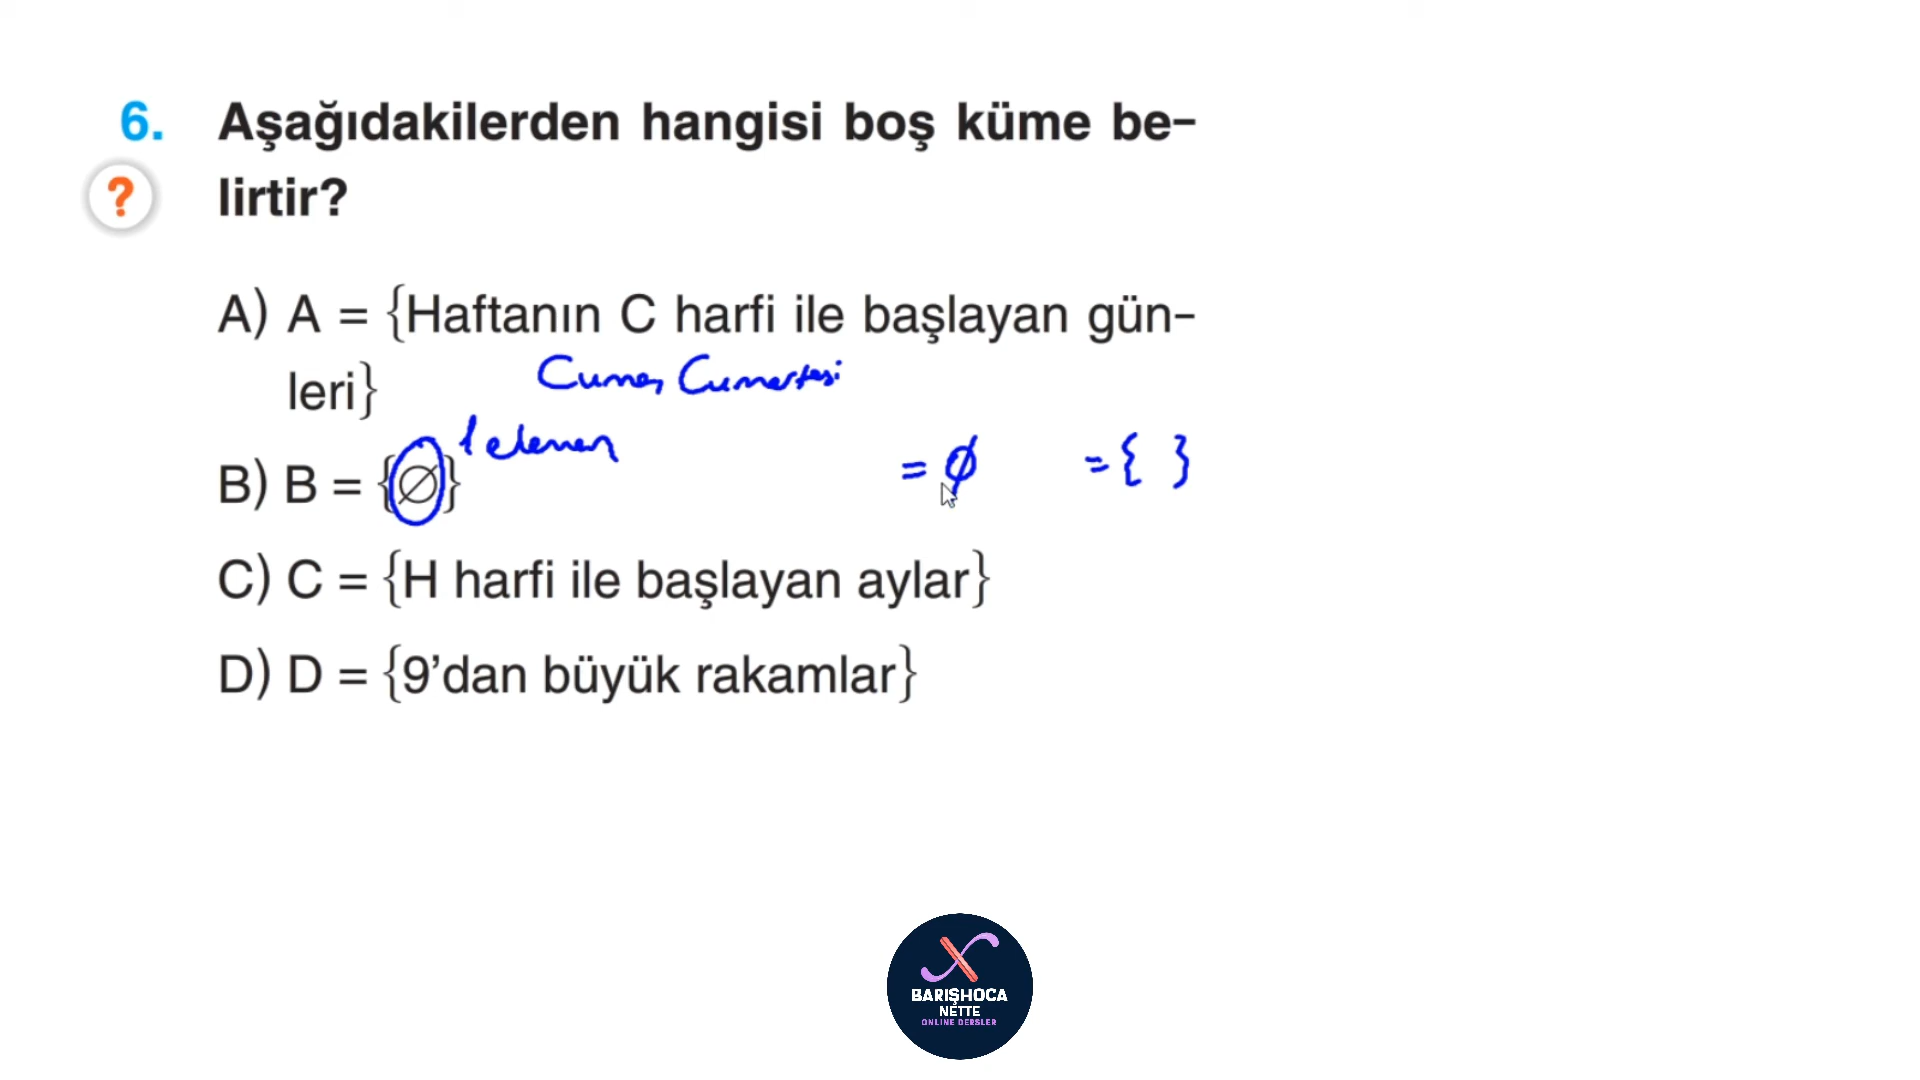 6. Aşağıdakilerden hangisi boş küme be-
? lirtir?
A) A = {Haftanın C harfi ile başlayan gün-
leri}
Cuma, Cumartesi
1 eleman
B) B = {∅} = ∅ = { }
C) C = {H harfi ile başlayan aylar}
D) D = {9’dan büyük rakamlar}
BARIŞHOCA
NETTE
ONLINE DERSLER